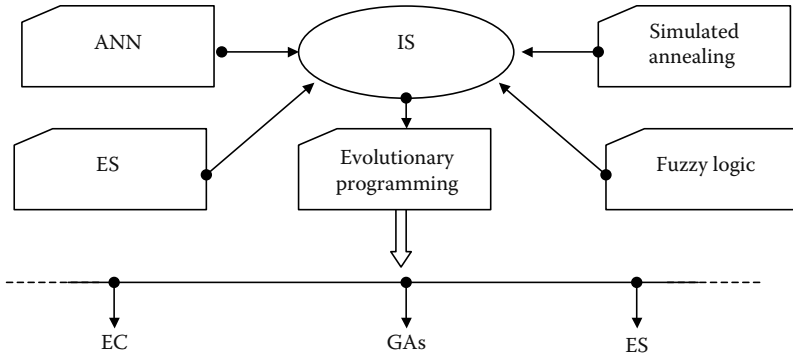 ANN
IS
Simulated
annealing
ES
Evolutionary
programming
Fuzzy logic
EC
GAs
ES